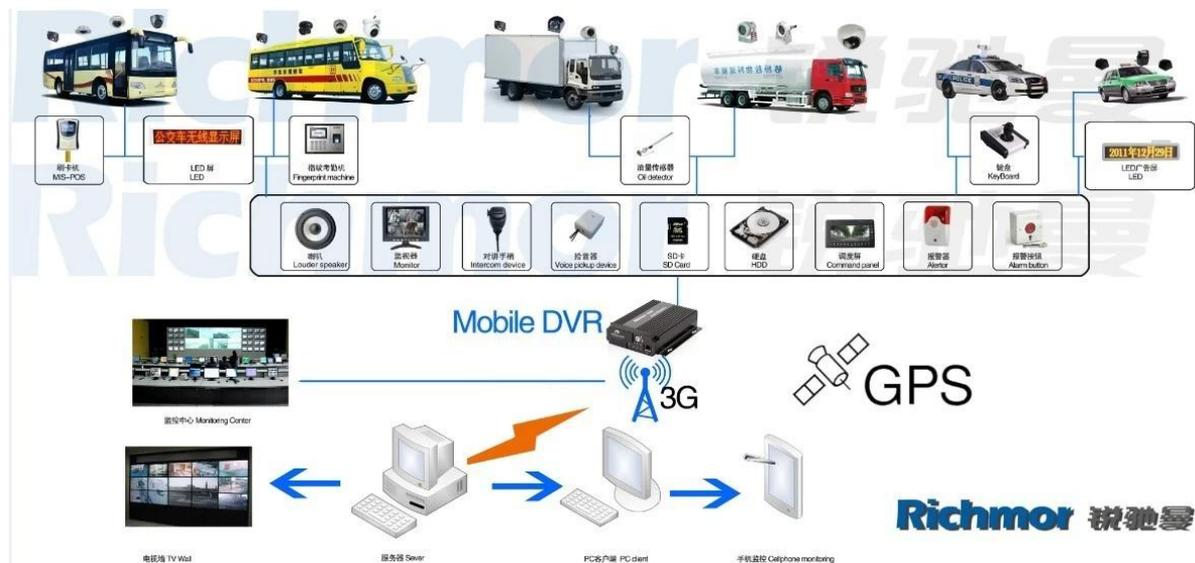 Richmor 锐驰曼
POLICE
刷卡机
MIS-POS
公交车无线显示屏
LED 屏
LED
指纹考勤机
Fingerprint machine
油量传感器
Oil detector
键盘
KeyBoard
2011年12月29日
LED广告屏
LED
Richmor 锐驰曼
喇叭
Louder speaker
监视器
Monitor
对讲手柄
Intercom device
拾音器
Voice pickup device
SD卡
SD Card
硬盘
HDD
调度屏
Command panel
报警器
Alertor
报警按钮
Alarm button
Mobile DVR
3G
GPS
监控中心 Monitoring Center
Richmor 锐驰曼
电视墙 TV Wall
服务器 Sever
PC客户端 PC client
手机监控 Cellphone monitoring